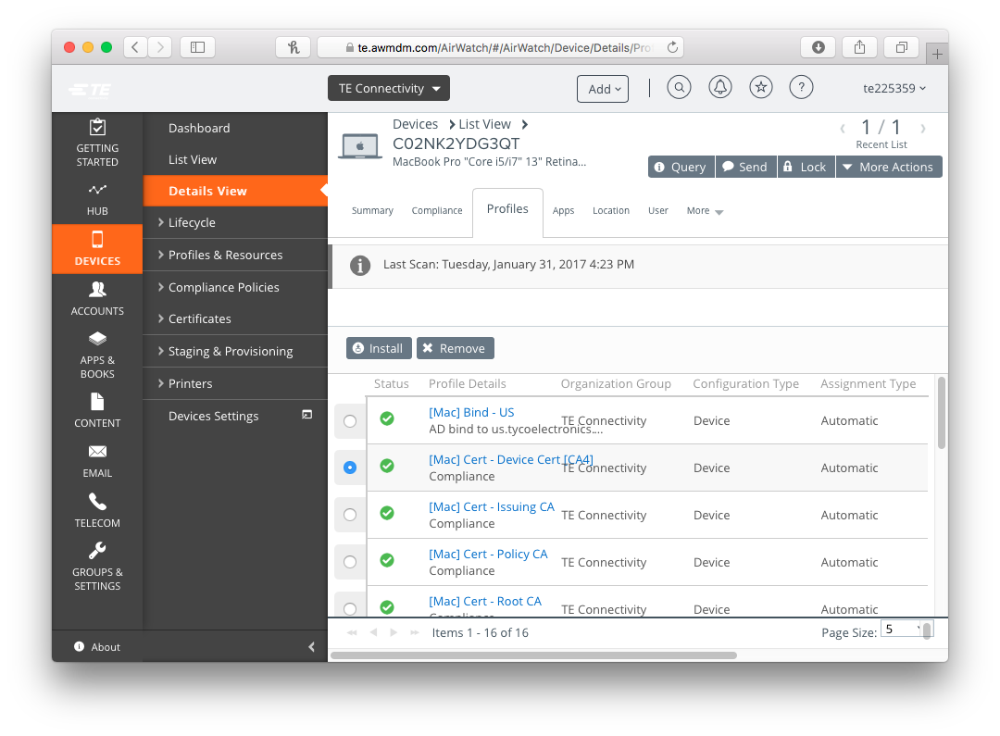 te.awmdm.com/AirWatch/#/AirWatch/Device/Details/Pro
TE
TE Connectivity
Add
te225359
GETTING
STARTED
HUB
DEVICES
ACCOUNTS
APPS &
BOOKS
CONTENT
EMAIL
TELECOM
GROUPS &
SETTINGS
About
Dashboard
List View
Details View
Lifecycle
Profiles & Resources
Compliance Policies
Certificates
Staging & Provisioning
Printers
Devices Settings
Devices > List View >
C02NK2YDG3QT
MacBook Pro "Core i5/i7" 13" Retina...
1 / 1
Recent List
Query Send Lock More Actions
Summary Compliance Profiles Apps Location User More
Last Scan: Tuesday, January 31, 2017 4:23 PM
Install Remove
Status Profile Details Organization Group Configuration Type Assignment Type
[Mac] Bind - US
AD bind to us.tycoelectronics.... TE Connectivity Device Automatic
[Mac] Cert - Device Cert [CA4]
Compliance TE Connectivity Device Automatic
[Mac] Cert - Issuing CA
Compliance TE Connectivity Device Automatic
[Mac] Cert - Policy CA
Compliance TE Connectivity Device Automatic
[Mac] Cert - Root CA
TE Connectivity Device Automatic
Items 1 - 16 of 16
Page Size: 5